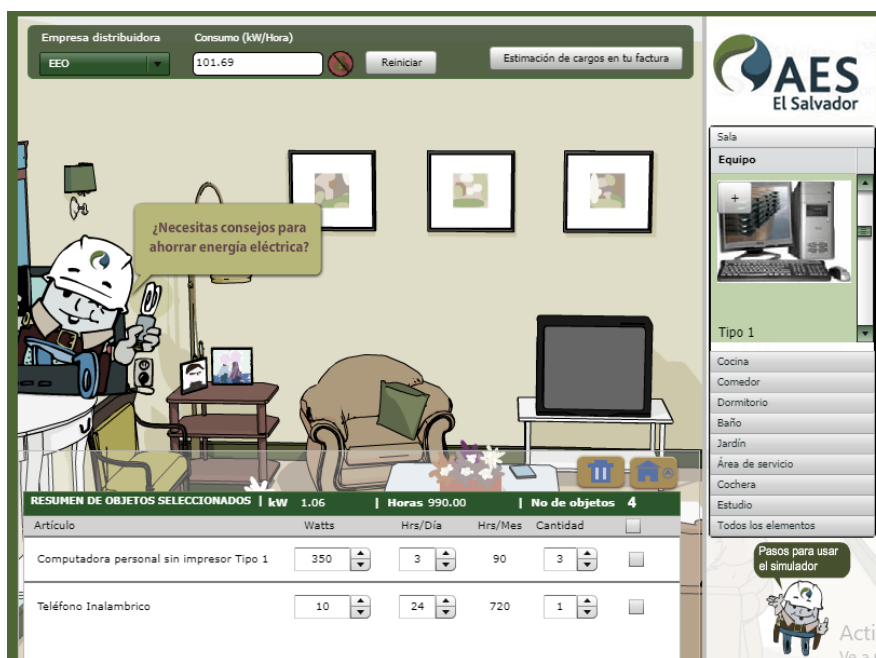 Empresa distribuidora
Consumo (kW/Hora)
EEO
101.69
Reiniciar
Estimación de cargos en tu factura
AES
El Salvador
Sala
Equipo
+
Tipo 1
¿Necesitas consejos para
ahorrar energía eléctrica?
Cocina
Comedor
Dormitorio
Baño
Jardín
Área de servicio
Cochera
Estudio
Todos los elementos
RESUMEN DE OBJETOS SELECCIONADOS | kW 1.06 | Horas 990.00 | No de objetos 4
Artículo Watts Hrs/Día Hrs/Mes Cantidad
Computadora personal sin impresor Tipo 1 350 3 90 3
Teléfono Inalambrico 10 24 720 1
Pasos para usar
el simulador
Acti
Ve a